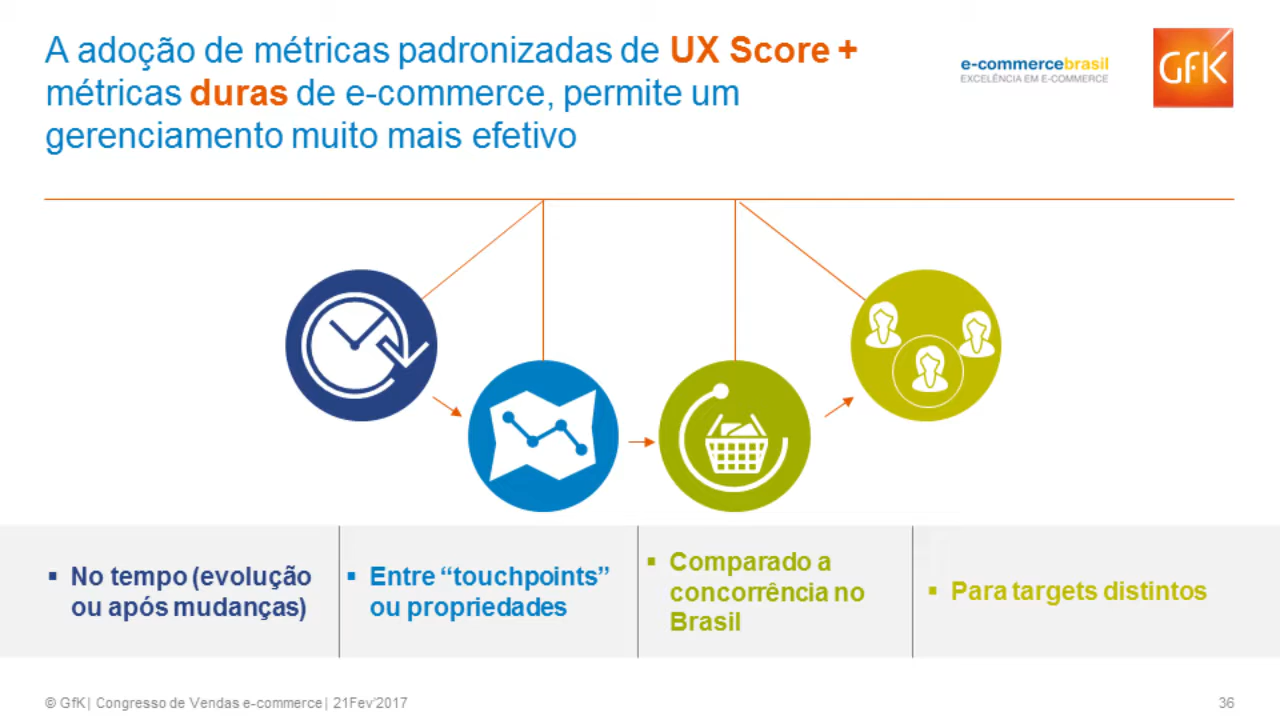 A adoção de métricas padronizadas de UX Score +
métricas duras de e-commerce, permite um
gerenciamento muito mais efetivo
e-commercebrasil
EXCELÊNCIA EM E-COMMERCE
GfK
▪ No tempo (evolução
ou após mudanças)
▪ Entre “touchpoints”
ou propriedades
▪ Comparado a
concorrência no
Brasil
▪ Para targets distintos
© GfK | Congresso de Vendas e-commerce | 21Fev'2017
36